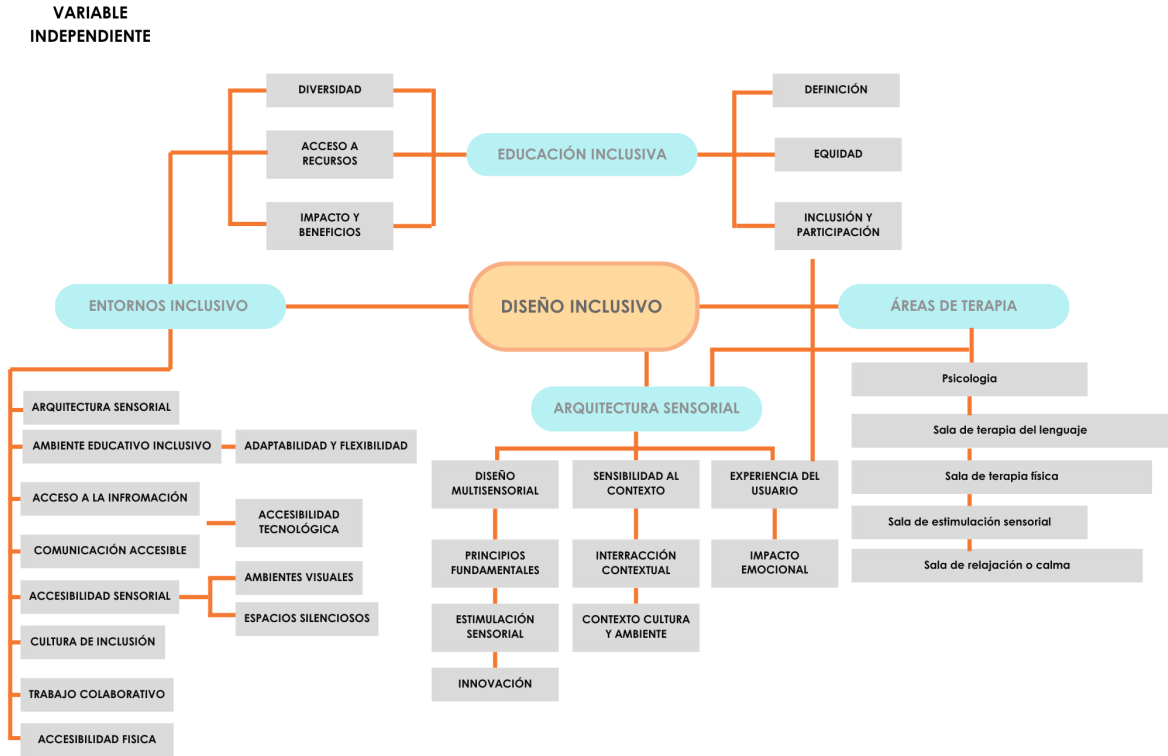 VARIABLE
INDEPENDIENTE
DIVERSIDAD
ACCESO A
RECURSOS
IMPACTO Y
BENEFICIOS
EDUCACIÓN INCLUSIVA
DEFINICIÓN
EQUIDAD
INCLUSIÓN Y
PARTICIPACIÓN
ENTORNOS INCLUSIVO
DISEÑO INCLUSIVO
ÁREAS DE TERAPIA
ARQUITECTURA SENSORIAL
AMBIENTE EDUCATIVO INCLUSIVO
ADAPTABILIDAD Y FLEXIBILIDAD
ACCESO A LA INFROMACIÓN
ACCESIBILIDAD
TECNOLÓGICA
COMUNICACIÓN ACCESIBLE
ACCESIBILIDAD SENSORIAL
AMBIENTES VISUALES
ESPACIOS SILENCIOSOS
CULTURA DE INCLUSIÓN
TRABAJO COLABORATIVO
ACCESIBILIDAD FISICA
ARQUITECTURA SENSORIAL
DISEÑO
MULTISENSORIAL
PRINCIPIOS
FUNDAMENTALES
ESTIMULACIÓN
SENSORIAL
INNOVACIÓN
SENSIBILIDAD AL
CONTEXTO
INTERRACCIÓN
CONTEXTUAL
CONTEXTO CULTURA
Y AMBIENTE
EXPERIENCIA DEL
USUARIO
IMPACTO
EMOCIONAL
Psicologia
Sala de terapia del lenguaje
Sala de terapia física
Sala de estimulación sensorial
Sala de relajación o calma